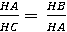 HA/HC = HB/HA